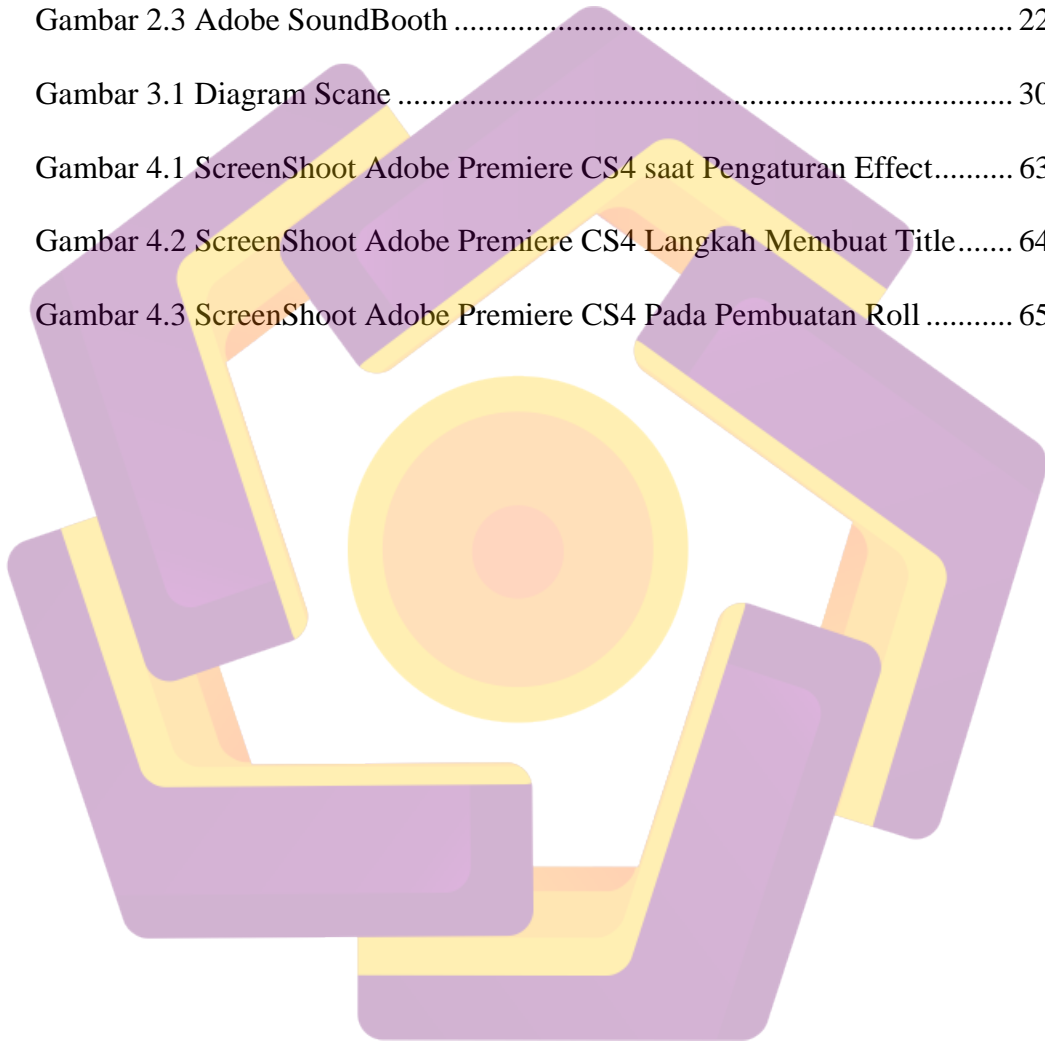 Gambar 2.3 Adobe SoundBooth ................................................................ 22
Gambar 3.1 Diagram Scane ....................................................................... 30
Gambar 4.1 ScreenShoot Adobe Premiere CS4 saat Pengaturan Effect.......... 63
Gambar 4.2 ScreenShoot Adobe Premiere CS4 Langkah Membuat Title....... 64
Gambar 4.3 ScreenShoot Adobe Premiere CS4 Pada Pembuatan Roll ........... 65